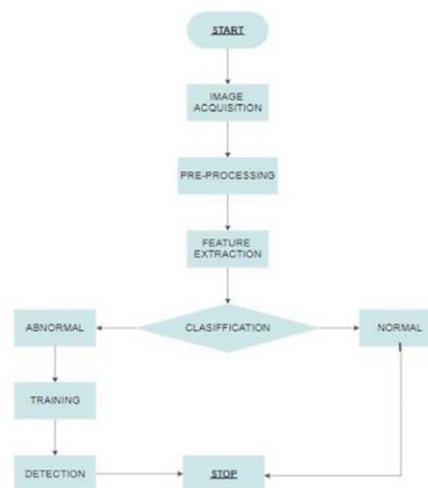 START
IMAGE
ACQUISITION
PRE-PROCESSING
FEATURE
EXTRACTION
ABNORMAL
CLASIFFICATION
NORMAL
TRAINING
DETECTION
STOP